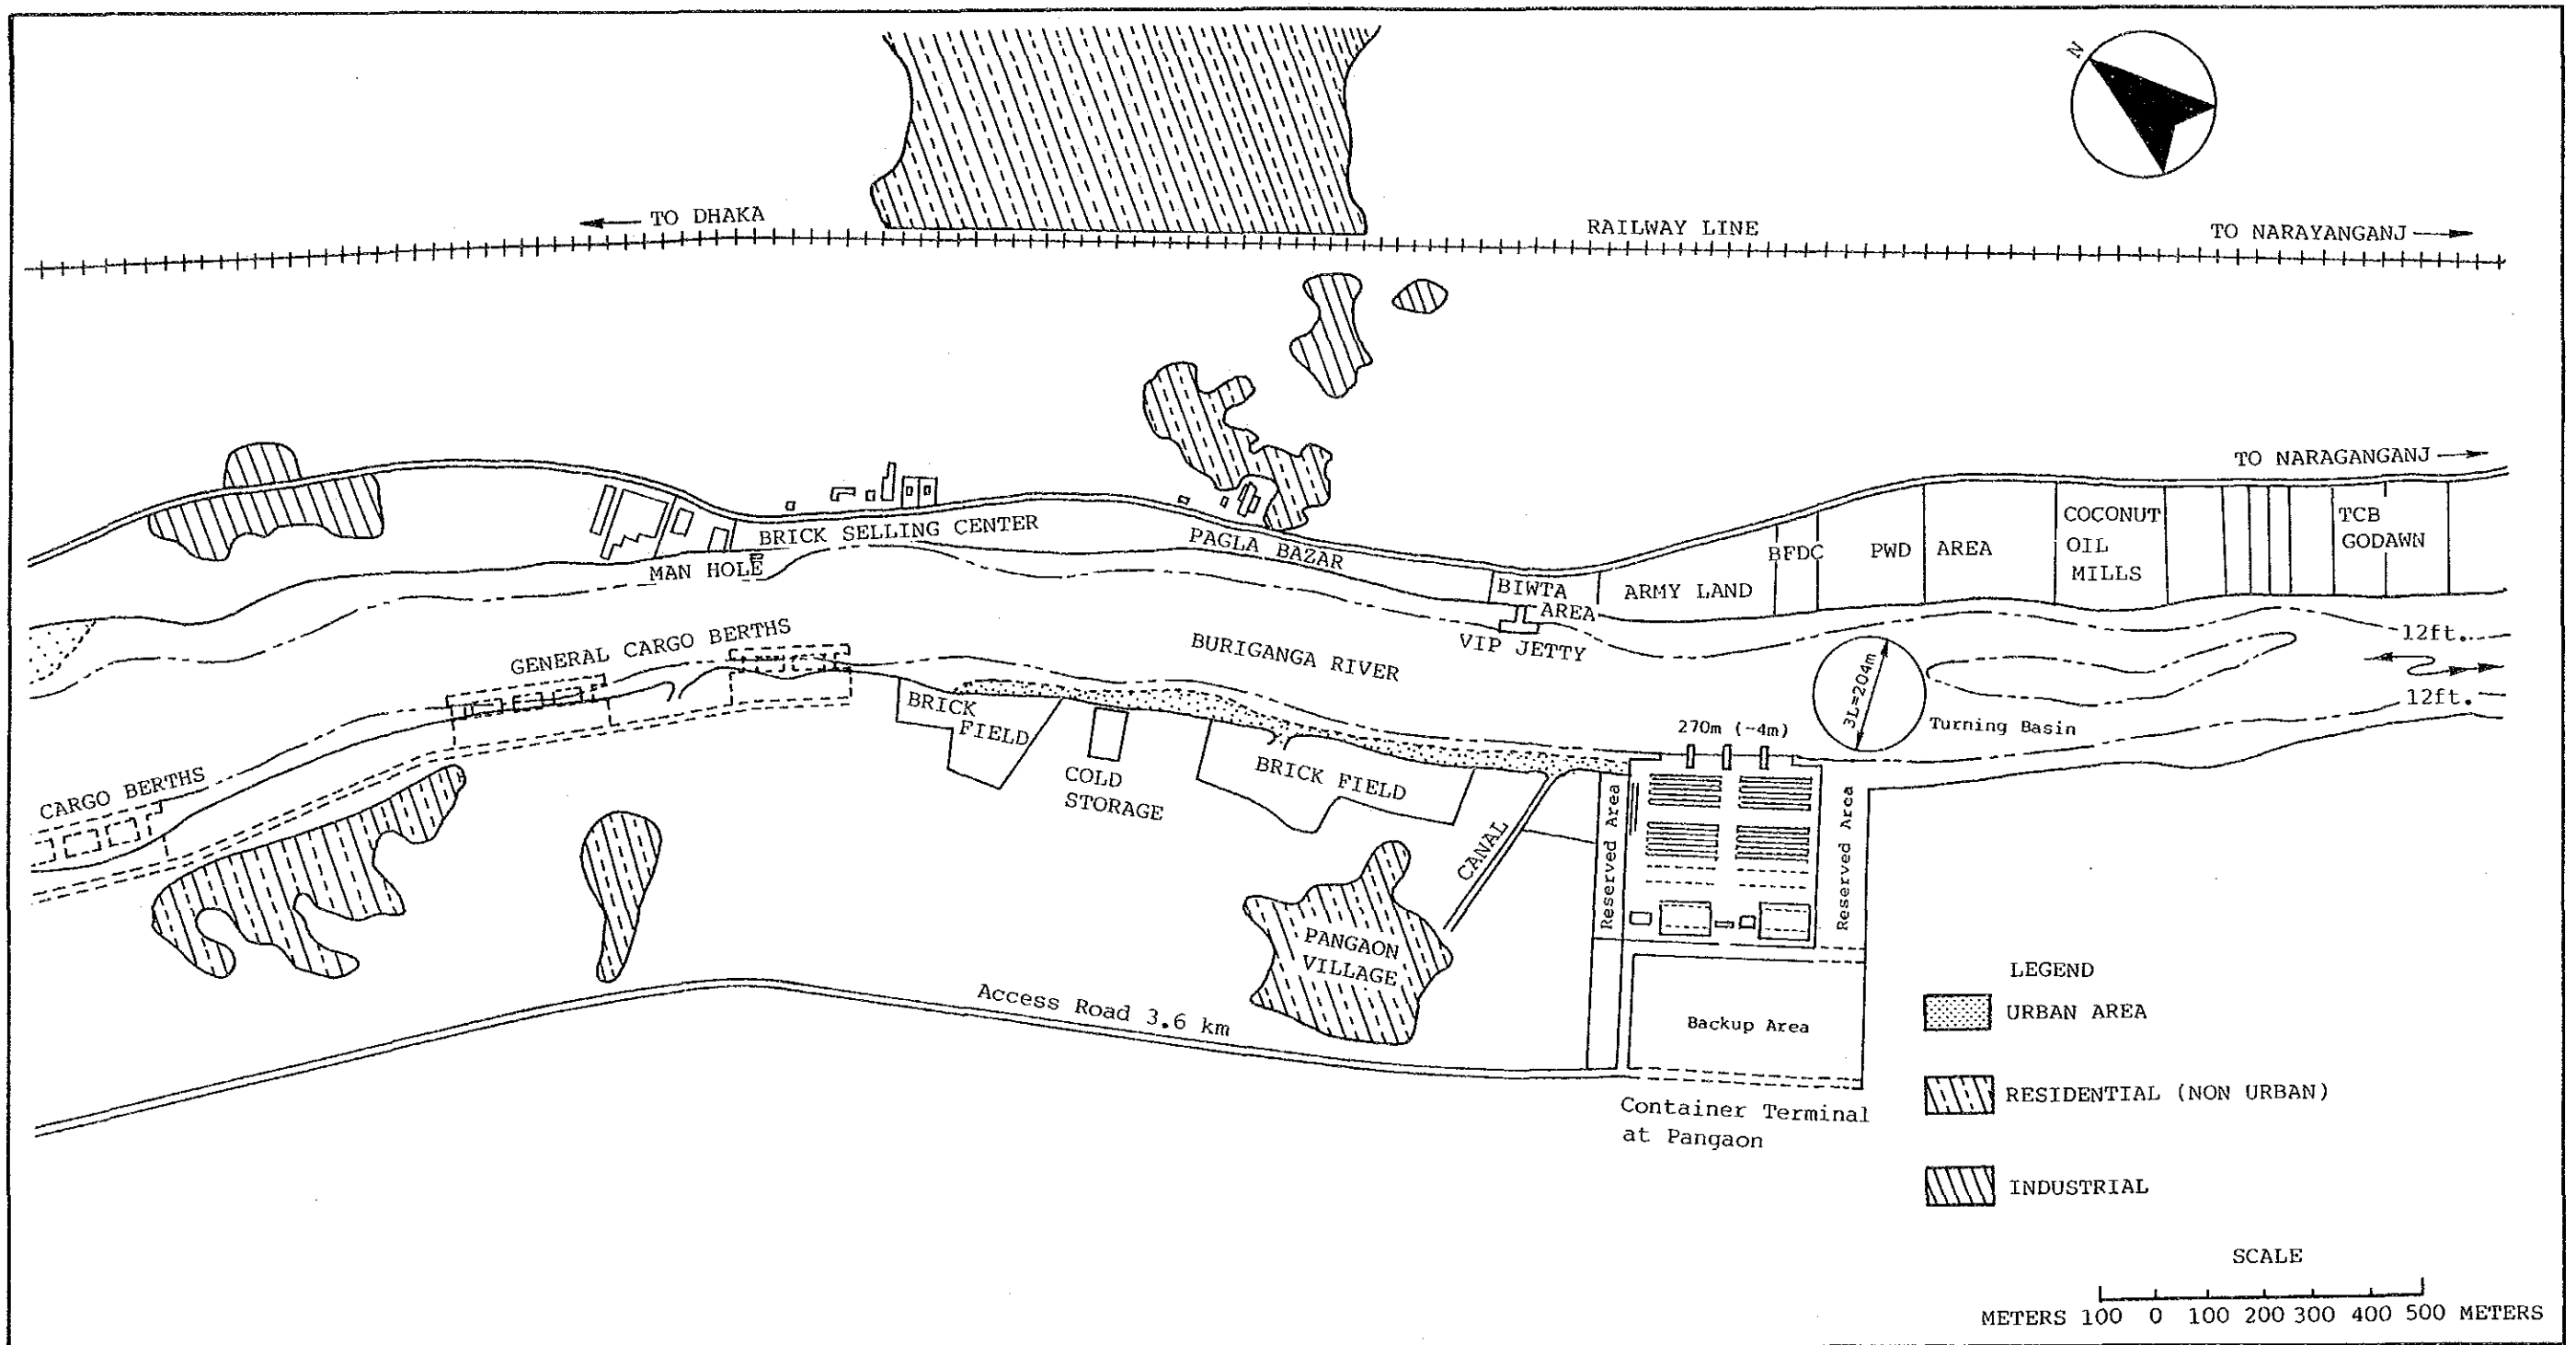 N
TO DHAKA
RAILWAY LINE
TO NARAYANGANJ
TO NARAGANGANJ
BRICK SELLING CENTER
MAN HOLE
PAGLA BAZAR
BIWTA
AREA
VIP JETTY
ARMY LAND
BFDC
PWD
AREA
COCONUT
OIL
MILLS
TCB
GODAWN
12ft.
12ft.
GENERAL CARGO BERTHS
BURIGANGA RIVER
3L=204m
Turning Basin
270m (-4m)
CARGO BERTHS
BRICK
FIELD
COLD
STORAGE
BRICK FIELD
CANAL
Reserved Area
Reserved Area
PANGAON
VILLAGE
Access Road 3.6 km
Backup Area
Container Terminal
at Pangaon
LEGEND
URBAN AREA
RESIDENTIAL (NON URBAN)
INDUSTRIAL
SCALE
METERS 100 0 100 200 300 400 500 METERS